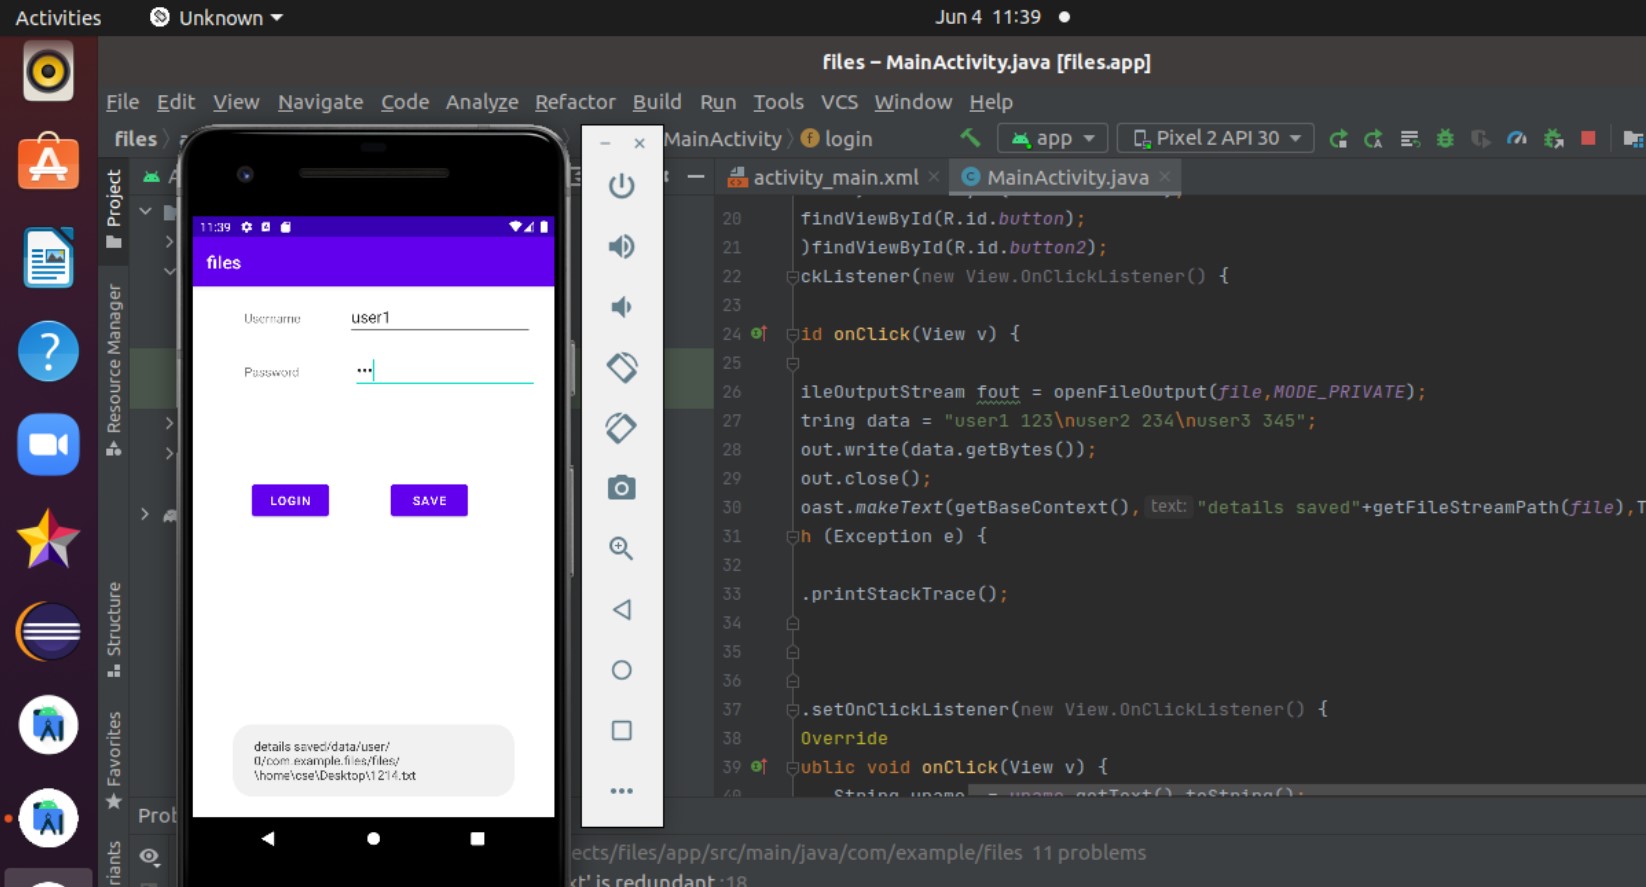 Activities
Unknown
Jun 4 11:39
files – MainActivity.java [files.app]
File Edit View Navigate Code Analyze Refactor Build Run Tools VCS Window Help
files
MainActivity
login
app
Pixel 2 API 30
Project
Resource Manager
Structure
Favorites
activity_main.xml
MainActivity.java
11:39
files
Username
user1
Password
•••
LOGIN
SAVE
details saved/data/user/
0/com.example.files/files/
\home\cse\Desktop\1214.txt
20 findViewById(R.id.button);
21 )findViewById(R.id.button2);
22 ckListener(new View.OnClickListener() {
23
24 id onClick(View v) {
25
26 ileOutputStream fout = openFileOutput(file,MODE_PRIVATE);
27 tring data = "user1 123\nuser2 234\nuser3 345";
28 out.write(data.getBytes());
29 out.close();
30 oast.makeText(getBaseContext(), text: "details saved"+getFileStreamPath(file),T
31 h (Exception e) {
32
33 .printStackTrace();
34
35
36
37 .setOnClickListener(new View.OnClickListener() {
38 Override
39 ublic void onClick(View v) {
Prob
ects/files/app/src/main/java/com/example/files 11 problems
xt' is redundant :18
riants